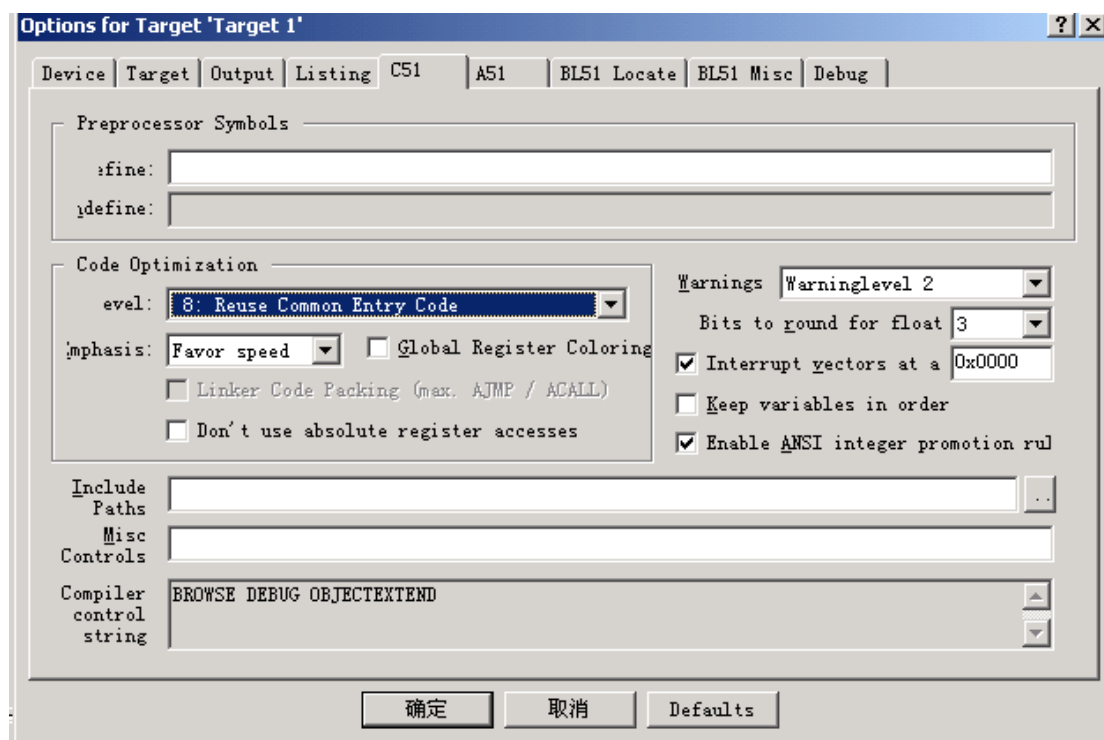 Options for Target 'Target 1'
Device Target Output Listing C51 A51 BL51 Locate BL51 Misc Debug
Preprocessor Symbols
efine:
define:
Code Optimization
evel: 8: Reuse Common Entry Code
Warnings Warninglevel 2
Bits to round for float 3
mphasis: Favor speed Global Register Coloring
Interrupt vectors at a 0x0000
Linker Code Packing (max. AJMP / ACALL)
Keep variables in order
Don't use absolute register accesses
Enable ANSI integer promotion rul
Include Paths
..
Misc Controls
Compiler control string
BROWSE DEBUG OBJECTEXTEND
确定 取消 Defaults